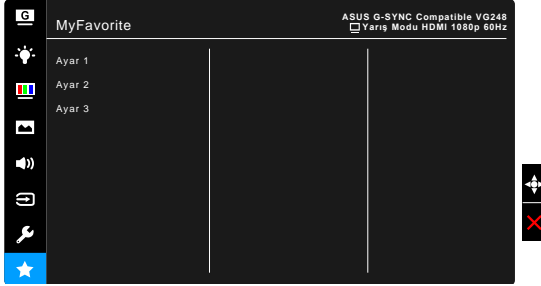 G
MyFavorite
ASUS G-SYNC Compatible VG248
Yarış Modu HDMI 1080p 60Hz
Ayar 1
Ayar 2
Ayar 3